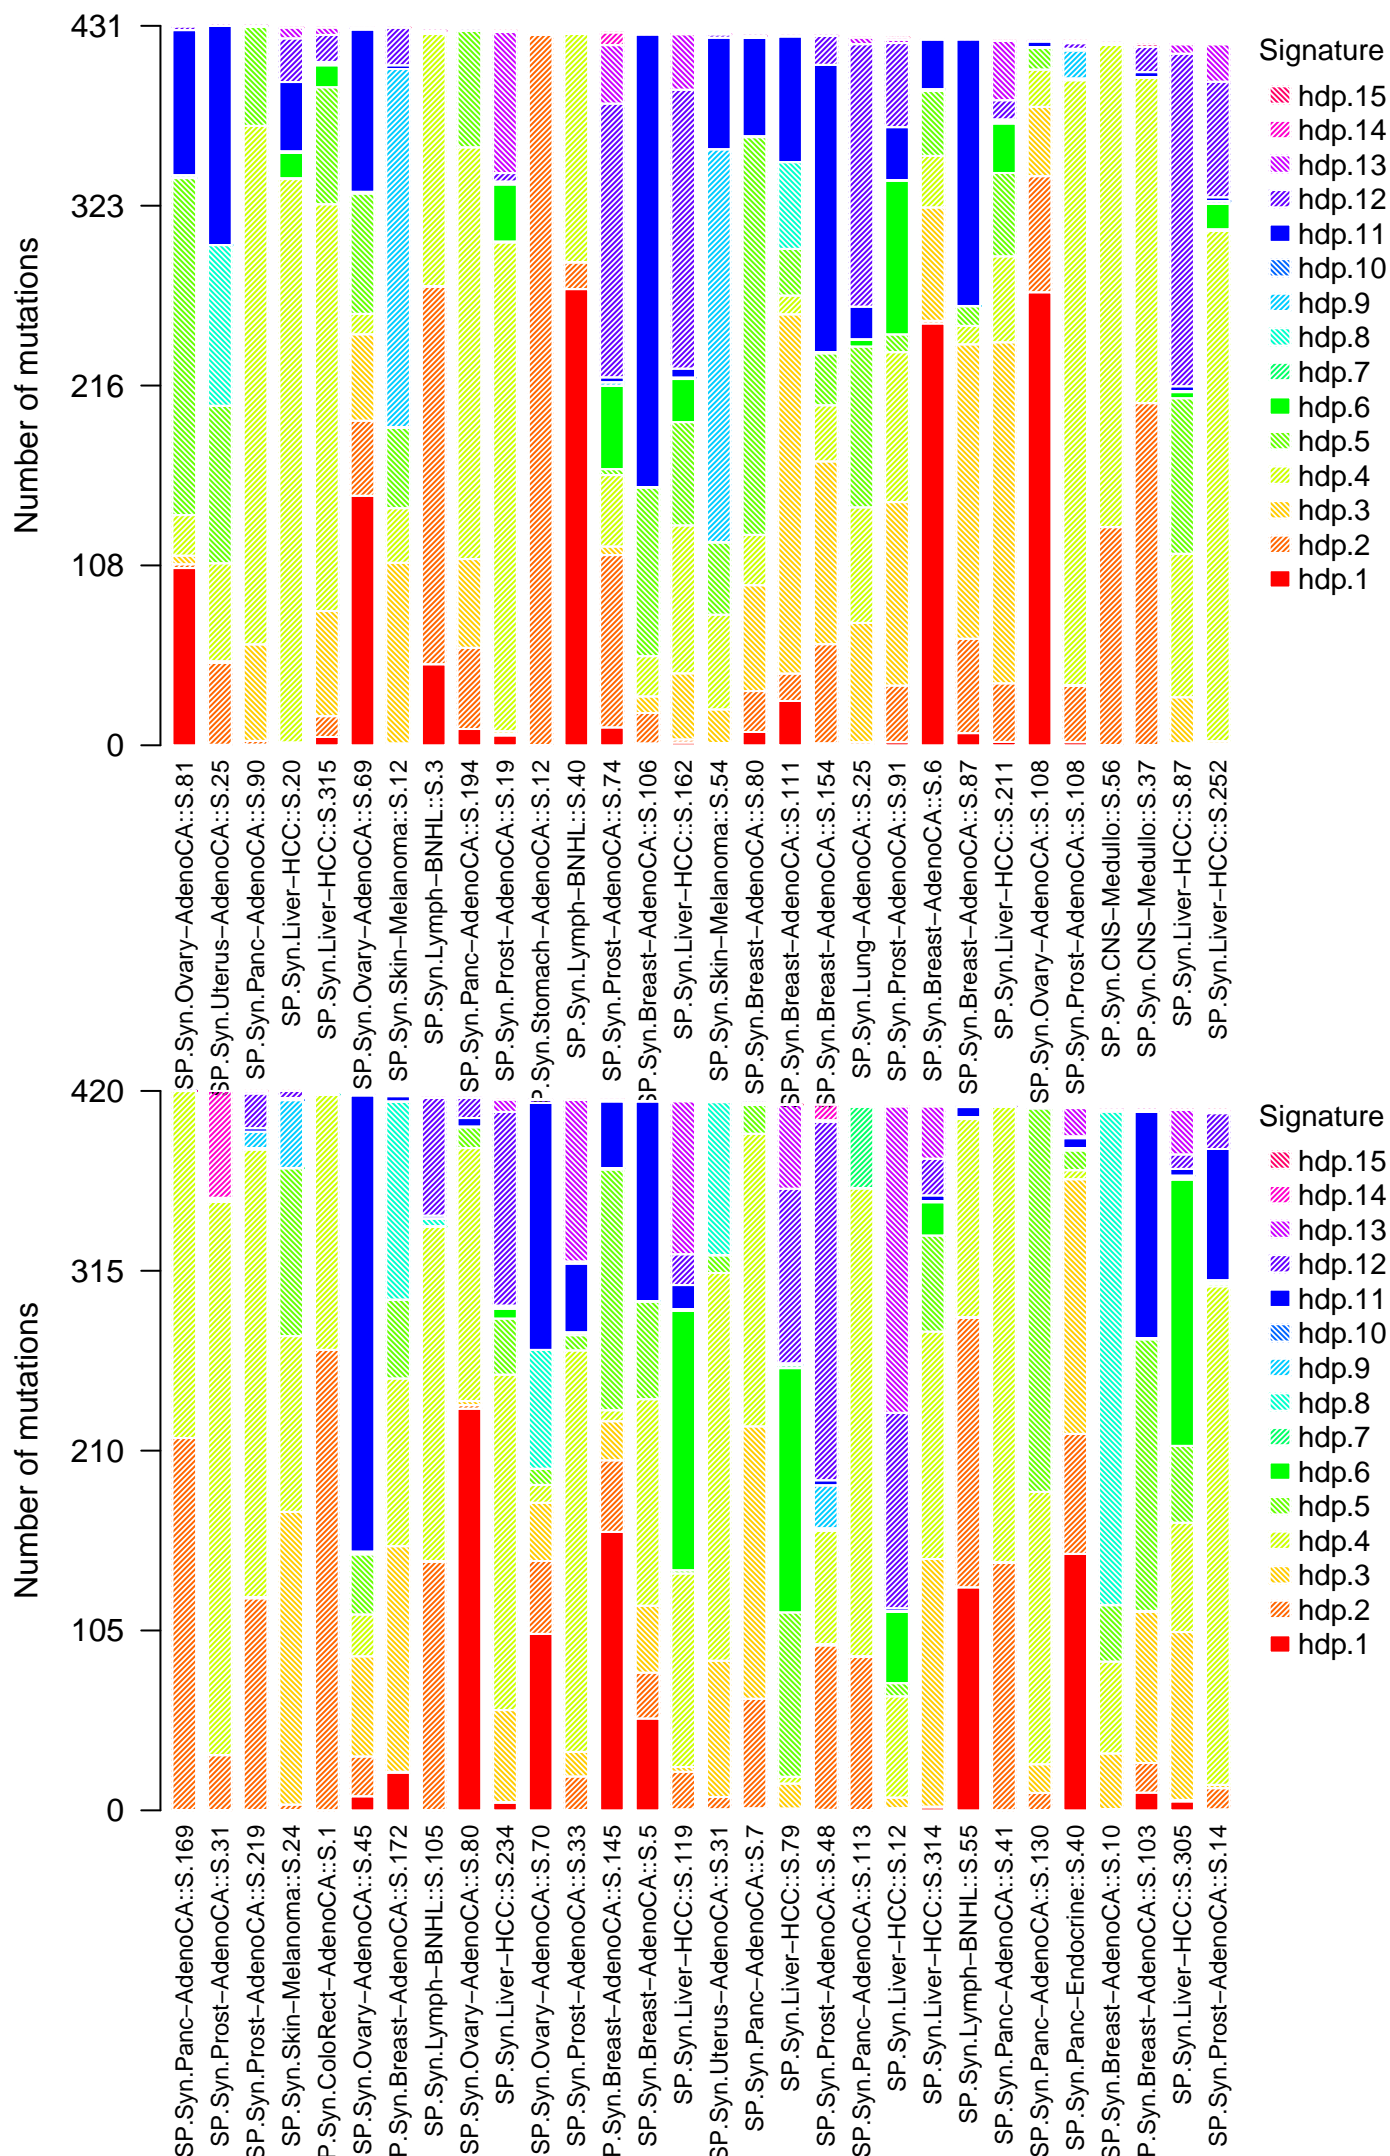 431
323
216
108
0
Number of mutations
Signature
hdp.15
hdp.14
hdp.13
hdp.12
hdp.11
hdp.10
hdp.9
hdp.8
hdp.7
hdp.6
hdp.5
hdp.4
hdp.3
hdp.2
hdp.1
SP.Syn.Ovary−AdenoCA::S.81
SP.Syn.Uterus−AdenoCA::S.25
SP.Syn.Panc−AdenoCA::S.90
SP.Syn.Liver−HCC::S.20
SP.Syn.Liver−HCC::S.315
SP.Syn.Ovary−AdenoCA::S.69
SP.Syn.Skin−Melanoma::S.12
SP.Syn.Lymph−BNHL::S.3
SP.Syn.Panc−AdenoCA::S.194
SP.Syn.Prost−AdenoCA::S.19
P.Syn.Stomach−AdenoCA::S.12
SP.Syn.Lymph−BNHL::S.40
SP.Syn.Prost−AdenoCA::S.74
SP.Syn.Breast−AdenoCA::S.106
SP.Syn.Liver−HCC::S.162
SP.Syn.Skin−Melanoma::S.54
SP.Syn.Breast−AdenoCA::S.80
SP.Syn.Breast−AdenoCA::S.111
SP.Syn.Breast−AdenoCA::S.154
SP.Syn.Lung−AdenoCA::S.25
SP.Syn.Prost−AdenoCA::S.91
SP.Syn.Breast−AdenoCA::S.6
SP.Syn.Breast−AdenoCA::S.87
SP.Syn.Liver−HCC::S.211
SP.Syn.Ovary−AdenoCA::S.108
SP.Syn.Prost−AdenoCA::S.108
SP.Syn.CNS−Medullo::S.56
SP.Syn.CNS−Medullo::S.37
SP.Syn.Liver−HCC::S.87
SP.Syn.Liver−HCC::S.252
420
315
210
105
0
Number of mutations
Signature
hdp.15
hdp.14
hdp.13
hdp.12
hdp.11
hdp.10
hdp.9
hdp.8
hdp.7
hdp.6
hdp.5
hdp.4
hdp.3
hdp.2
hdp.1
SP.Syn.Panc−AdenoCA::S.169
SP.Syn.Prost−AdenoCA::S.31
SP.Syn.Prost−AdenoCA::S.219
SP.Syn.Skin−Melanoma::S.24
P.Syn.ColoRect−AdenoCA::S.1
SP.Syn.Ovary−AdenoCA::S.45
SP.Syn.Breast−AdenoCA::S.172
SP.Syn.Lymph−BNHL::S.105
SP.Syn.Ovary−AdenoCA::S.80
SP.Syn.Liver−HCC::S.234
SP.Syn.Ovary−AdenoCA::S.70
SP.Syn.Prost−AdenoCA::S.33
P.Syn.Breast−AdenoCA::S.145
SP.Syn.Breast−AdenoCA::S.5
SP.Syn.Liver−HCC::S.119
SP.Syn.Uterus−AdenoCA::S.31
SP.Syn.Panc−AdenoCA::S.7
SP.Syn.Liver−HCC::S.79
SP.Syn.Prost−AdenoCA::S.48
SP.Syn.Panc−AdenoCA::S.113
SP.Syn.Liver−HCC::S.12
SP.Syn.Liver−HCC::S.314
SP.Syn.Lymph−BNHL::S.55
SP.Syn.Panc−AdenoCA::S.41
SP.Syn.Panc−AdenoCA::S.130
SP.Syn.Panc−Endocrine::S.40
SP.Syn.Breast−AdenoCA::S.10
SP.Syn.Breast−AdenoCA::S.103
SP.Syn.Liver−HCC::S.305
SP.Syn.Prost−AdenoCA::S.14